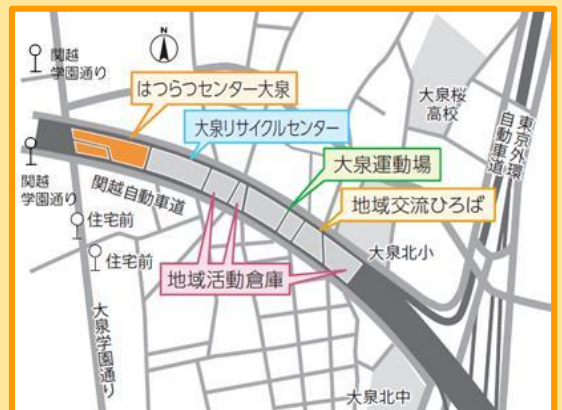 関越
学園通り
はつらつセンター大泉
大泉リサイクルセンター
大泉桜
高校
東京外環
自動車道
関越
学園通り
関越自動車道
大泉運動場
地域交流ひろば
住宅前
住宅前
地域活動倉庫
大泉北小
大泉学園通り
大泉北中